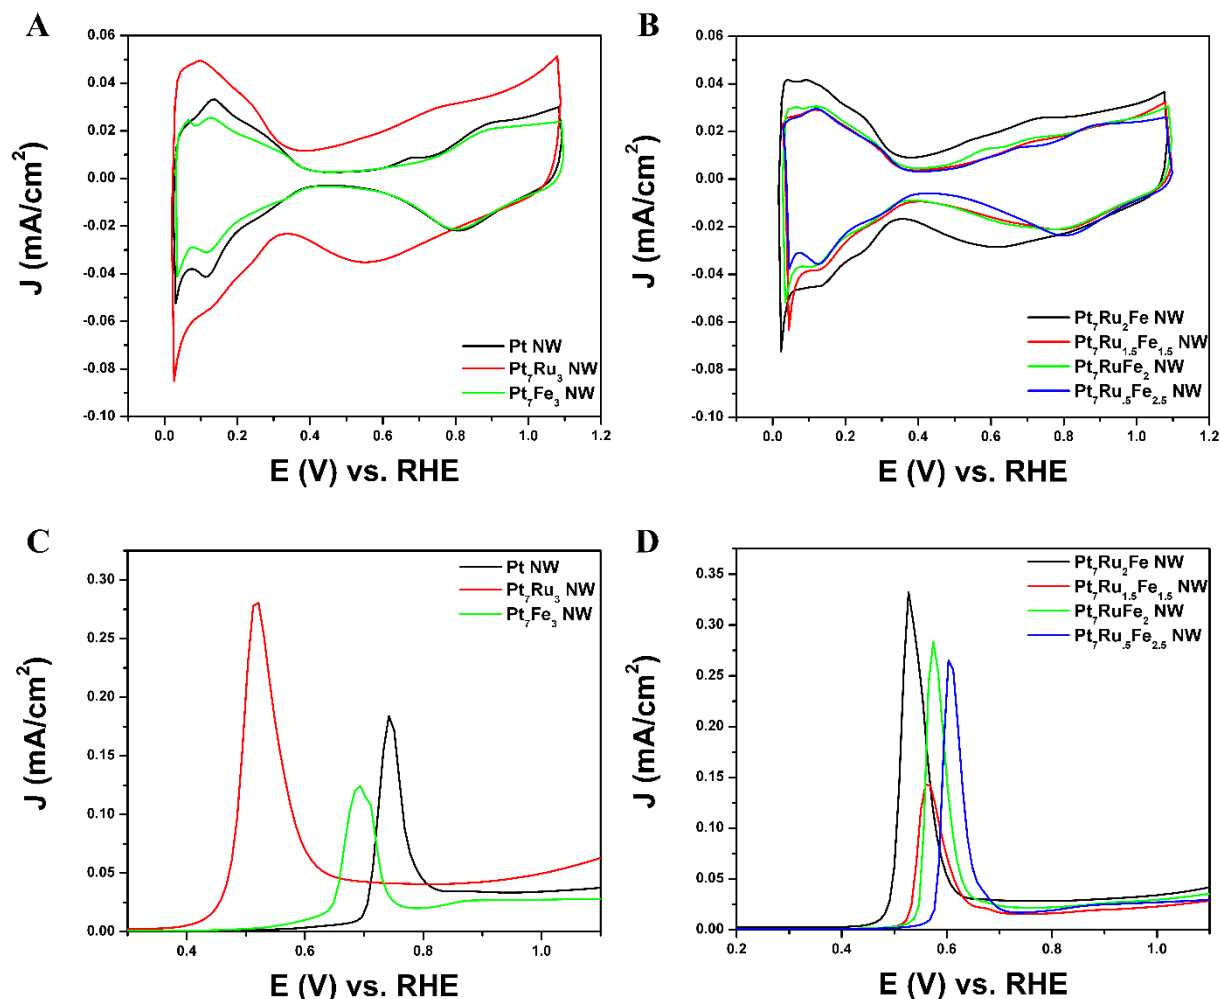 A
0.06
0.04
0.02
0.00
-0.02
-0.04
-0.06
-0.08
-0.10
J (mA/cm²)
Pt NW
Pt₇Ru₃ NW
Pt₇Fe₃ NW
0.0 0.2 0.4 0.6 0.8 1.0 1.2
E (V) vs. RHE
B
0.06
0.04
0.02
0.00
-0.02
-0.04
-0.06
-0.08
-0.10
J (mA/cm²)
Pt₇Ru₂Fe NW
Pt₇Ru₁.₅Fe₁.₅ NW
Pt₇RuFe₂ NW
Pt₇Ru.₅Fe₂.₅ NW
0.0 0.2 0.4 0.6 0.8 1.0 1.2
E (V) vs. RHE
C
0.30
0.25
0.20
0.15
0.10
0.05
0.00
J (mA/cm²)
Pt NW
Pt₇Ru₃ NW
Pt₇Fe₃ NW
0.4 0.6 0.8 1.0
E (V) vs. RHE
D
0.35
0.30
0.25
0.20
0.15
0.10
0.05
0.00
J (mA/cm²)
Pt₇Ru₂Fe NW
Pt₇Ru₁.₅Fe₁.₅ NW
Pt₇RuFe₂ NW
Pt₇Ru.₅Fe₂.₅ NW
0.2 0.4 0.6 0.8 1.0
E (V) vs. RHE